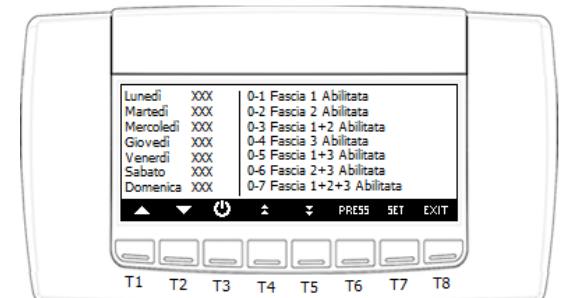 Lunedì XXX 0-1 Fascia 1 Abilitata
Martedì XXX 0-2 Fascia 2 Abilitata
Mercoledì XXX 0-3 Fascia 1+2 Abilitata
Giovedì XXX 0-4 Fascia 3 Abilitata
Venerdì XXX 0-5 Fascia 1+3 Abilitata
Sabato XXX 0-6 Fascia 2+3 Abilitata
Domenica XXX 0-7 Fascia 1+2+3 Abilitata
PRESS SET EXIT
T1 T2 T3 T4 T5 T6 T7 T8